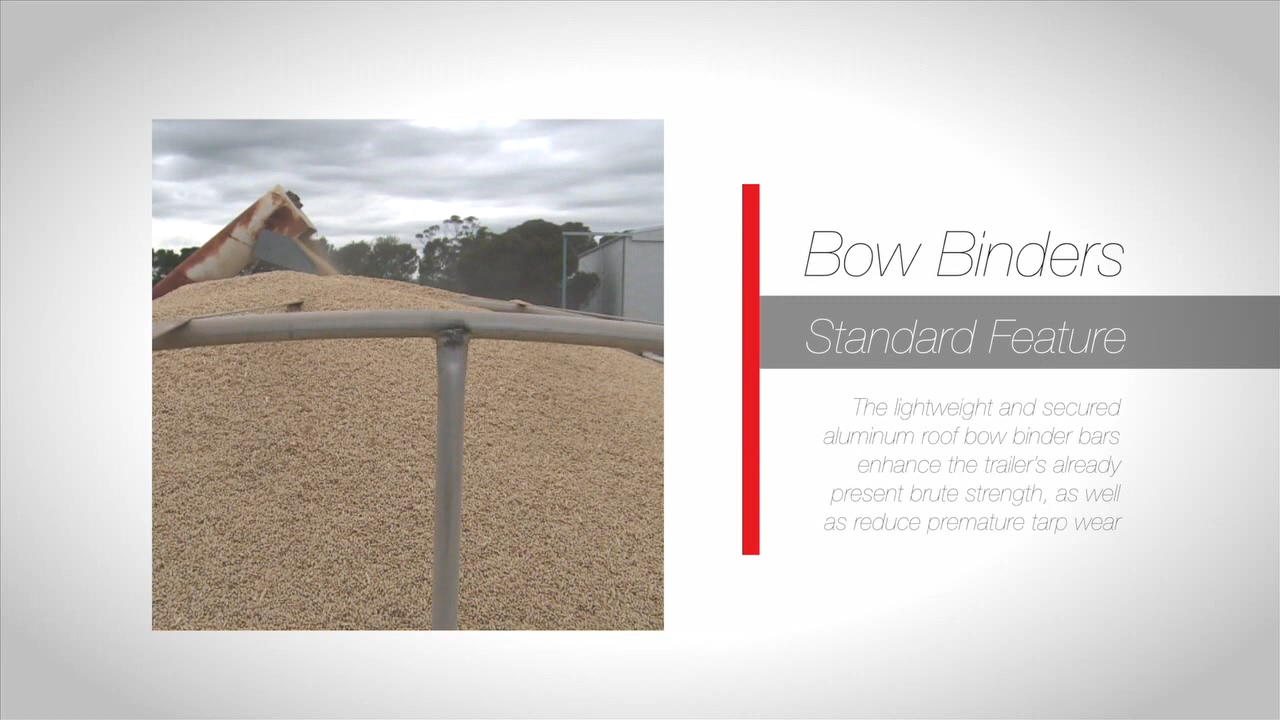 Bow Binders
Standard Feature
The lightweight and secured
aluminum roof bow binder bars
enhance the trailer's already
present brute strength, as well
as reduce premature tarp wear